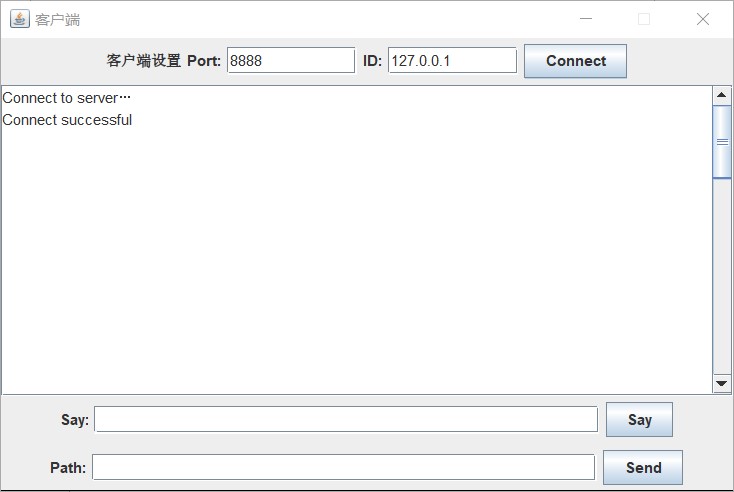 客户端
客户端设置 Port: 8888 ID: 127.0.0.1 Connect
Connect to server…
Connect successful
Say: Say
Path: Send